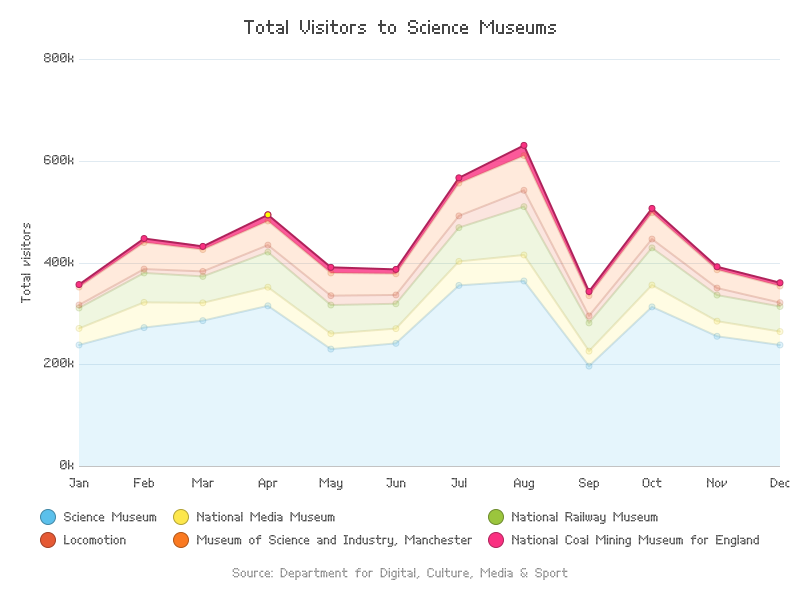 Total Visitors to Science Museums
800k
600k
400k
200k
0k
Total visitors
Jan Feb Mar Apr May Jun Jul Aug Sep Oct Nov Dec
Science Museum National Media Museum National Railway Museum
Locomotion Museum of Science and Industry, Manchester National Coal Mining Museum for England
Source: Department for Digital, Culture, Media & Sport